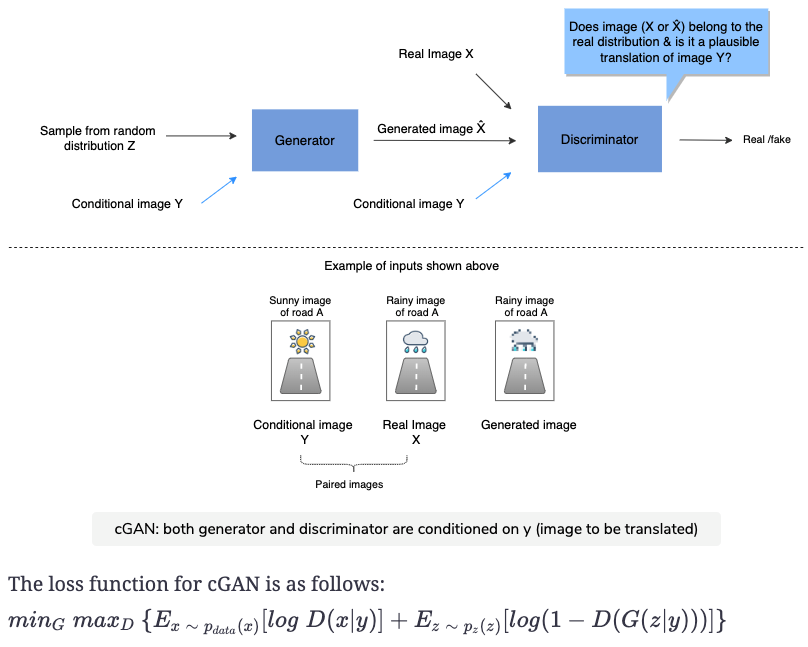 Does image (X or X̂) belong to the
real distribution & is it a plausible
translation of image Y?
Real Image X
Sample from random
distribution Z
Generator
Generated image X̂
Discriminator
Real /fake
Conditional image Y
Conditional image Y
Example of inputs shown above
Sunny image
of road A
Rainy image
of road A
Rainy image
of road A
Conditional image
Y
Real Image
X
Generated image
Paired images
cGAN: both generator and discriminator are conditioned on y (image to be translated)
The loss function for cGAN is as follows:
min_G max_D {E_{x ~ p_{data}(x)}[log D(x|y)] + E_{z ~ p_z(z)}[log(1 − D(G(z|y)))]}